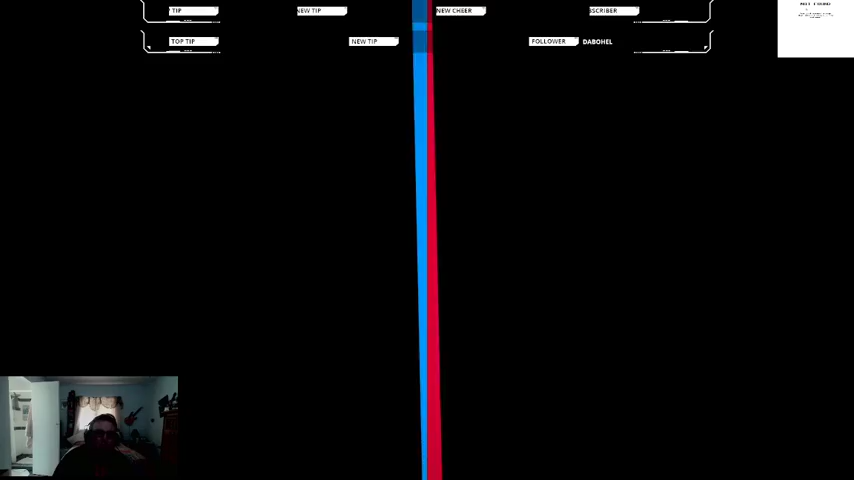 TIP NEW TIP NEW CHEER SCRIBER
TOP TIP NEW TIP FOLLOWER DABOHEL